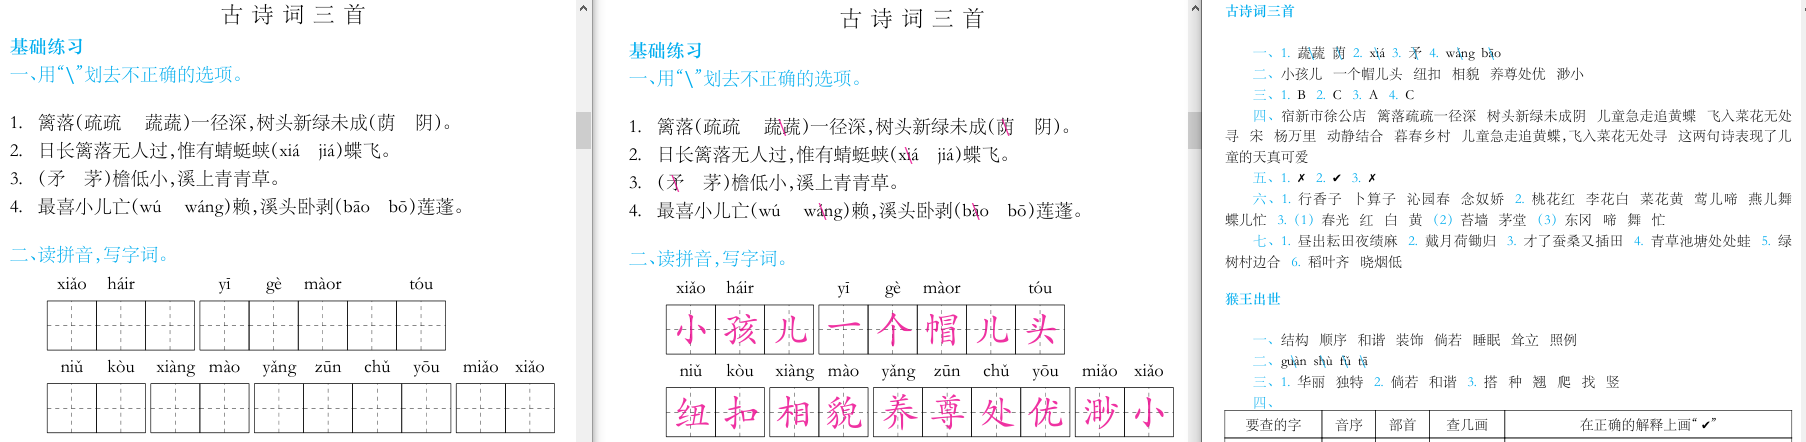 古诗词三首
基础练习
一、用“\”划去不正确的选项。
1. 篱落(疏疏 蔬蔬)一径深,树头新绿未成(荫 阴)。
2. 日长篱落无人过,惟有蜻蜓蛱(xiá jiá)蝶飞。
3. (矛 茅)檐低小,溪上青青草。
4. 最喜小儿亡(wú wáng)赖,溪头卧剥(bāo bō)莲蓬。
二、读拼音,写字词。
xiǎo háir yī gè màor tóu
niǔ kòu xiàng mào yǎng zūn chǔ yōu miǎo xiǎo
古诗词三首
基础练习
一、用“\”划去不正确的选项。
1. 篱落(疏疏 蔬蔬)一径深,树头新绿未成(荫 阴)。
2. 日长篱落无人过,惟有蜻蜓蛱(xiá jiá)蝶飞。
3. (矛 茅)檐低小,溪上青青草。
4. 最喜小儿亡(wú wáng)赖,溪头卧剥(bāo bō)莲蓬。
二、读拼音,写字词。
xiǎo háir yī gè màor tóu
小孩儿 一个帽儿头
niǔ kòu xiàng mào yǎng zūn chǔ yōu miǎo xiǎo
纽扣 相貌 养尊处优 渺小
古诗词三首
一、1. 蔬蔬 荫 2. xiá 3. 矛 4. wáng bāo
二、小孩儿 一个帽儿头 纽扣 相貌 养尊处优 渺小
三、1. B 2. C 3. A 4. C
四、宿新市徐公店 篱落疏疏一径深 树头新绿未成阴 儿童急走追黄蝶 飞入菜花无处
寻 宋 杨万里 动静结合 暮春乡村 儿童急走追黄蝶,飞入菜花无处寻 这两句诗表现了儿
童的天真可爱
五、1. ✗ 2. ✔ 3. ✗
六、1. 行香子 卜算子 沁园春 念奴娇 2. 桃花红 李花白 菜花黄 莺儿啼 燕儿舞
蝶儿忙 3. (1) 春光 红 白 黄 (2) 苔墙 茅堂 (3) 东冈 啼 舞 忙
七、1. 昼出耘田夜绩麻 2. 戴月荷锄归 3. 才了蚕桑又插田 4. 青草池塘处处蛙 5. 绿
树村边合 6. 稻叶齐 晓烟低
猴王出世
一、结构 顺序 和谐 装饰 倘若 睡眠 耸立 照例
二、guàn shù fú tā
三、1. 华丽 独特 2. 倘若 和谐 3. 搭 种 翘 爬 找 竖
四、
要查的字 音序 部首 查几画 在正确的解释上画“✔”